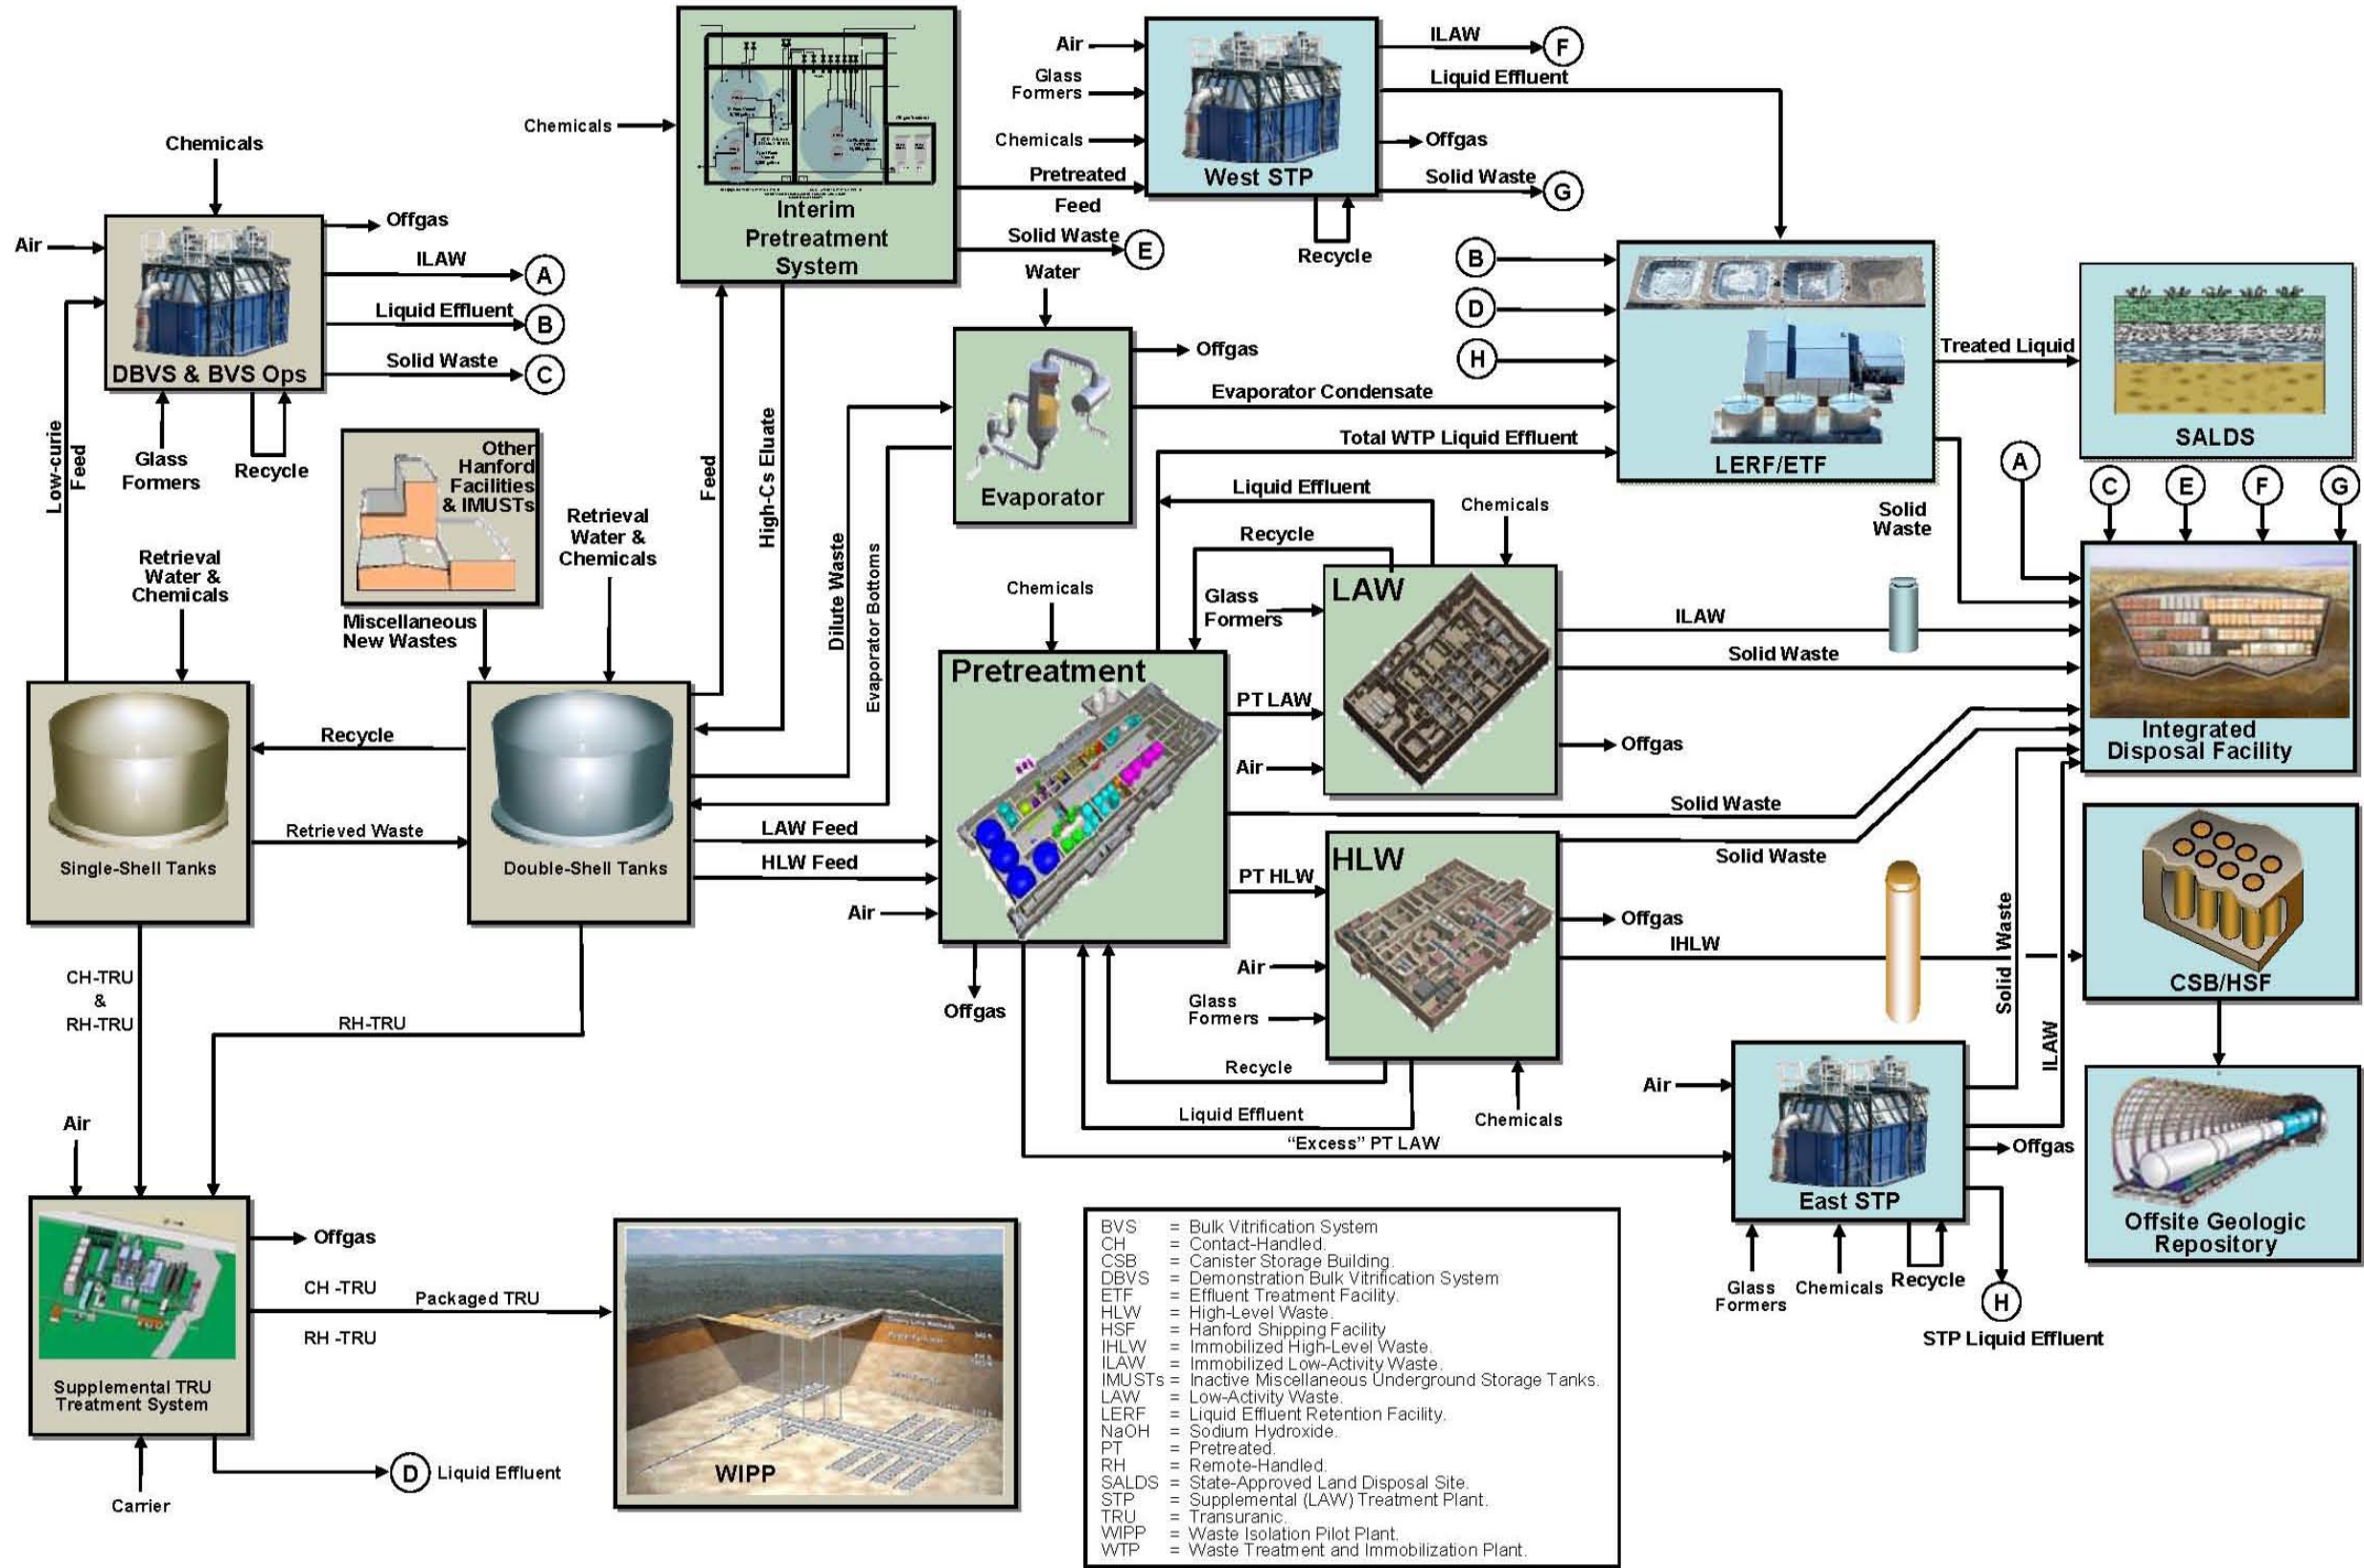 Chemicals
Air
Offgas
ILAW
A
Liquid Effluent
B
Solid Waste
C
DBVS & BVS Ops
Glass
Formers
Recycle
Low-curie
Feed
Chemicals
Interim
Pretreatment
System
Pretreated
Feed
Solid Waste
E
Air
Glass
Formers
Chemicals
West STP
ILAW
F
Liquid Effluent
Offgas
Solid Waste
G
Recycle
Water
Offgas
Evaporator Condensate
Evaporator
B
D
H
LERF/ETF
Treated Liquid
SALDS
Total WTP Liquid Effluent
Liquid Effluent
Recycle
Other
Hanford
Facilities
& IMUSTs
Miscellaneous
New Wastes
Retrieval
Water &
Chemicals
Retrieval
Water &
Chemicals
Feed
High-Cs Eluate
Dilute Waste
Evaporator Bottoms
Single-Shell Tanks
Recycle
Retrieved Waste
Double-Shell Tanks
LAW Feed
HLW Feed
Air
Chemicals
Pretreatment
Offgas
PT LAW
PT HLW
Chemicals
Glass
Formers
LAW
Air
ILAW
Solid Waste
Offgas
Solid
Waste
A
C
E
F
G
Integrated
Disposal Facility
Solid Waste
Solid Waste
HLW
Air
Glass
Formers
Offgas
IHLW
Recycle
Liquid Effluent
Chemicals
"Excess" PT LAW
Solid Waste
ILAW
CSB/HSF
Offsite Geologic
Repository
Air
East STP
Offgas
Glass
Formers
Chemicals
Recycle
H
STP Liquid Effluent
CH-TRU
&
RH-TRU
RH-TRU
Air
Offgas
CH -TRU
Packaged TRU
RH -TRU
Supplemental TRU
Treatment System
Carrier
D
Liquid Effluent
WIPP
BVS = Bulk Vitrification System
CH = Contact-Handled.
CSB = Canister Storage Building.
DBVS = Demonstration Bulk Vitrification System
ETF = Effluent Treatment Facility.
HLW = High-Level Waste.
HSF = Hanford Shipping Facility
IHLW = Immobilized High-Level Waste.
ILAW = Immobilized Low-Activity Waste.
IMUSTs = Inactive Miscellaneous Underground Storage Tanks.
LAW = Low-Activity Waste.
LERF = Liquid Effluent Retention Facility.
NaOH = Sodium Hydroxide.
PT = Pretreated.
RH = Remote-Handled.
SALDS = State-Approved Land Disposal Site.
STP = Supplemental (LAW) Treatment Plant.
TRU = Transuranic.
WIPP = Waste Isolation Pilot Plant.
WTP = Waste Treatment and Immobilization Plant.